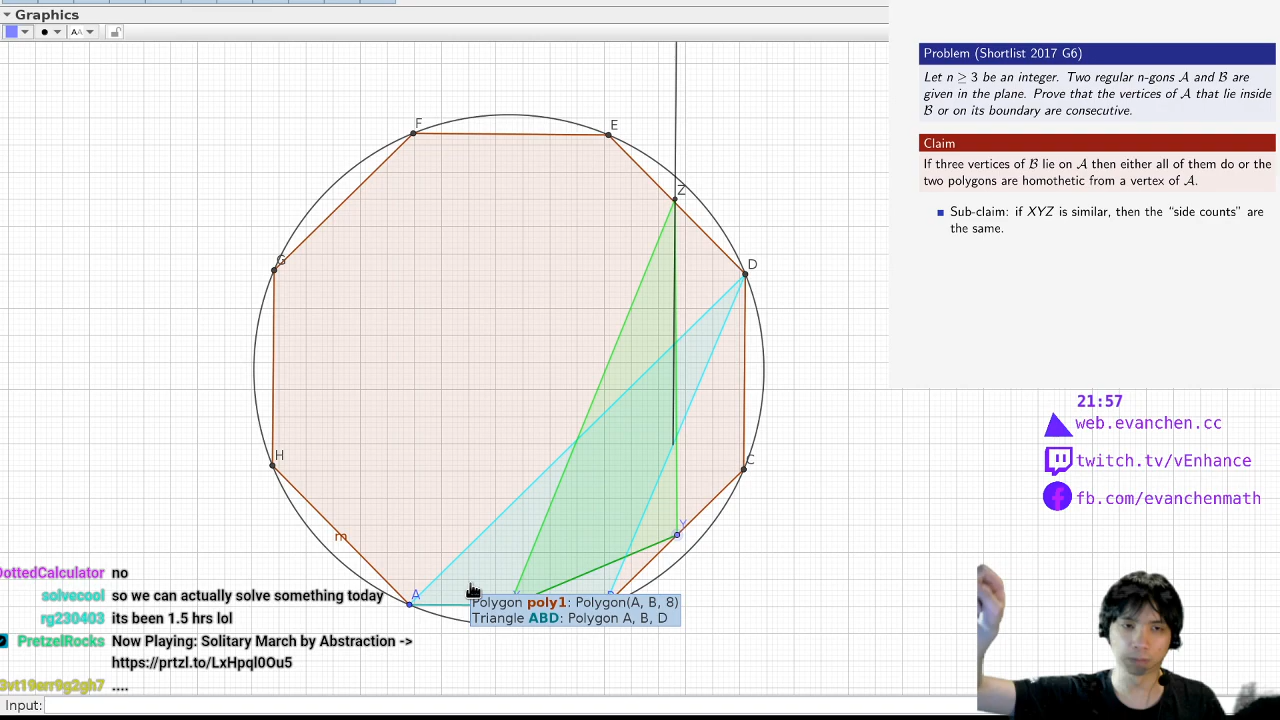 Graphics
AA
Problem (Shortlist 2017 G6)
Let n ≥ 3 be an integer. Two regular n-gons 𝒜 and ℬ are
given in the plane. Prove that the vertices of 𝒜 that lie inside
ℬ or on its boundary are consecutive.
Claim
If three vertices of ℬ lie on 𝒜 then either all of them do or the
two polygons are homothetic from a vertex of 𝒜.
Sub-claim: if XYZ is similar, then the “side counts” are
the same.
F
E
Z
G
D
H
C
Y
m
A
Polygon poly1: Polygon(A, B, 8)
Triangle ABD: Polygon A, B, D
21:57
web.evanchen.cc
twitch.tv/vEnhance
fb.com/evanchenmath
DottedCalculator no
solvecool so we can actually solve something today
rg230403 its been 1.5 hrs lol
PretzelRocks Now Playing: Solitary March by Abstraction ->
https://prtzl.to/LxHpql0Ou5
....
Input: